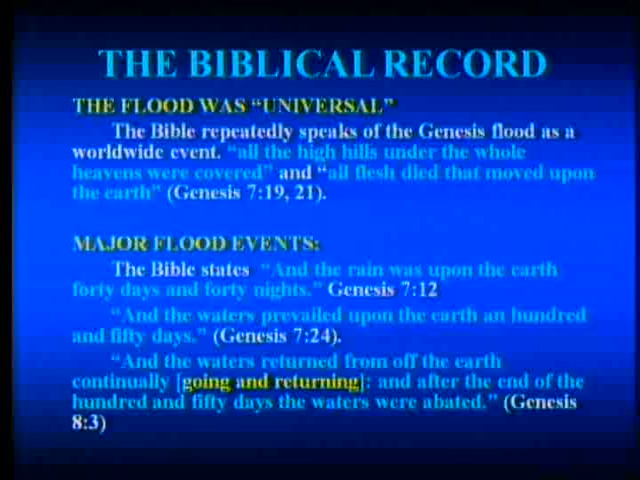 THE BIBLICAL RECORD
THE FLOOD WAS “UNIVERSAL”
The Bible repeatedly speaks of the Genesis flood as a
worldwide event. “all the high hills under the whole
heavens were covered” and “all flesh died that moved upon
the earth” (Genesis 7:19, 21).
MAJOR FLOOD EVENTS:
The Bible states “And the rain was upon the earth
forty days and forty nights.” Genesis 7:12
“And the waters prevailed upon the earth an hundred
and fifty days.” (Genesis 7:24).
“And the waters returned from off the earth
continually [going and returning]: and after the end of the
hundred and fifty days the waters were abated.” (Genesis
8:3)